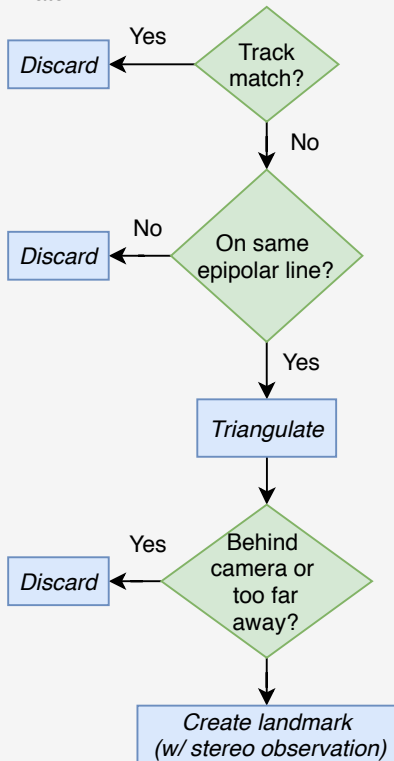 Yes
Track
match?
Discard
No
No
On same
epipolar line?
Discard
Yes
Triangulate
Yes
Behind
camera or
too far
away?
Discard
Create landmark
(w/ stereo observation)